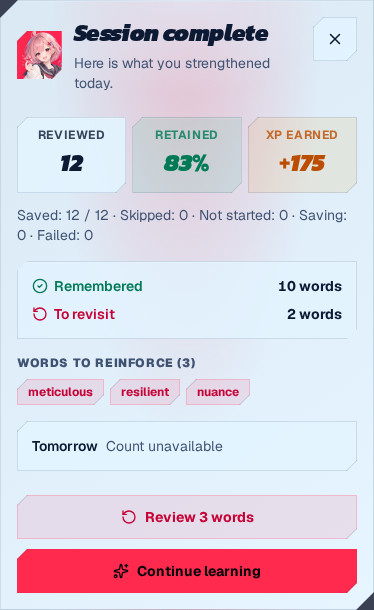 Session complete
Here is what you strengthened
today.
REVIEWED
12
RETAINED
83%
XP EARNED
+175
Saved: 12 / 12 · Skipped: 0 · Not started: 0 · Saving:
0 · Failed: 0
Remembered 10 words
To revisit 2 words
WORDS TO REINFORCE (3)
meticulous resilient nuance
Tomorrow Count unavailable
Review 3 words
Continue learning